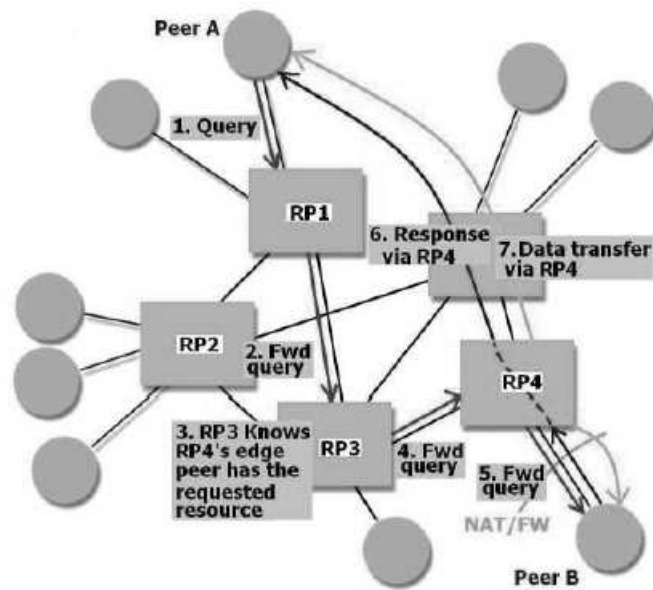 Peer A
1. Query
RP1
6. Response
via RP4
7.Data transfer
via RP4
RP2
2. Fwd
query
RP4
3. RP3 Knows
RP4's edge
peer has the
requested
resource
RP3
4. Fwd
query
5. Fwd
query
NAT/FW
Peer B